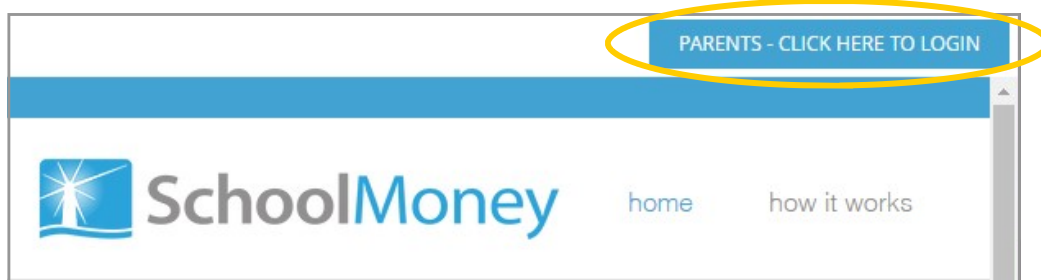 PARENTS - CLICK HERE TO LOGIN
SchoolMoney
home
how it works